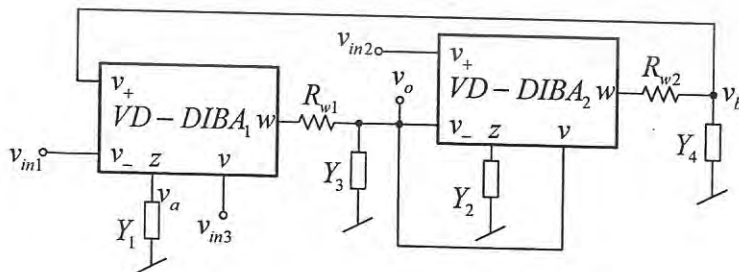 v_in2
v_+
VD-DIBA_2 w
R_w2
v_b
v_-
z
v
Y_2
Y_4
v_o
v_+
VD-DIBA_1 w
R_w1
v_in1
v_-
z
v
v_a
Y_1
v_in3
Y_3